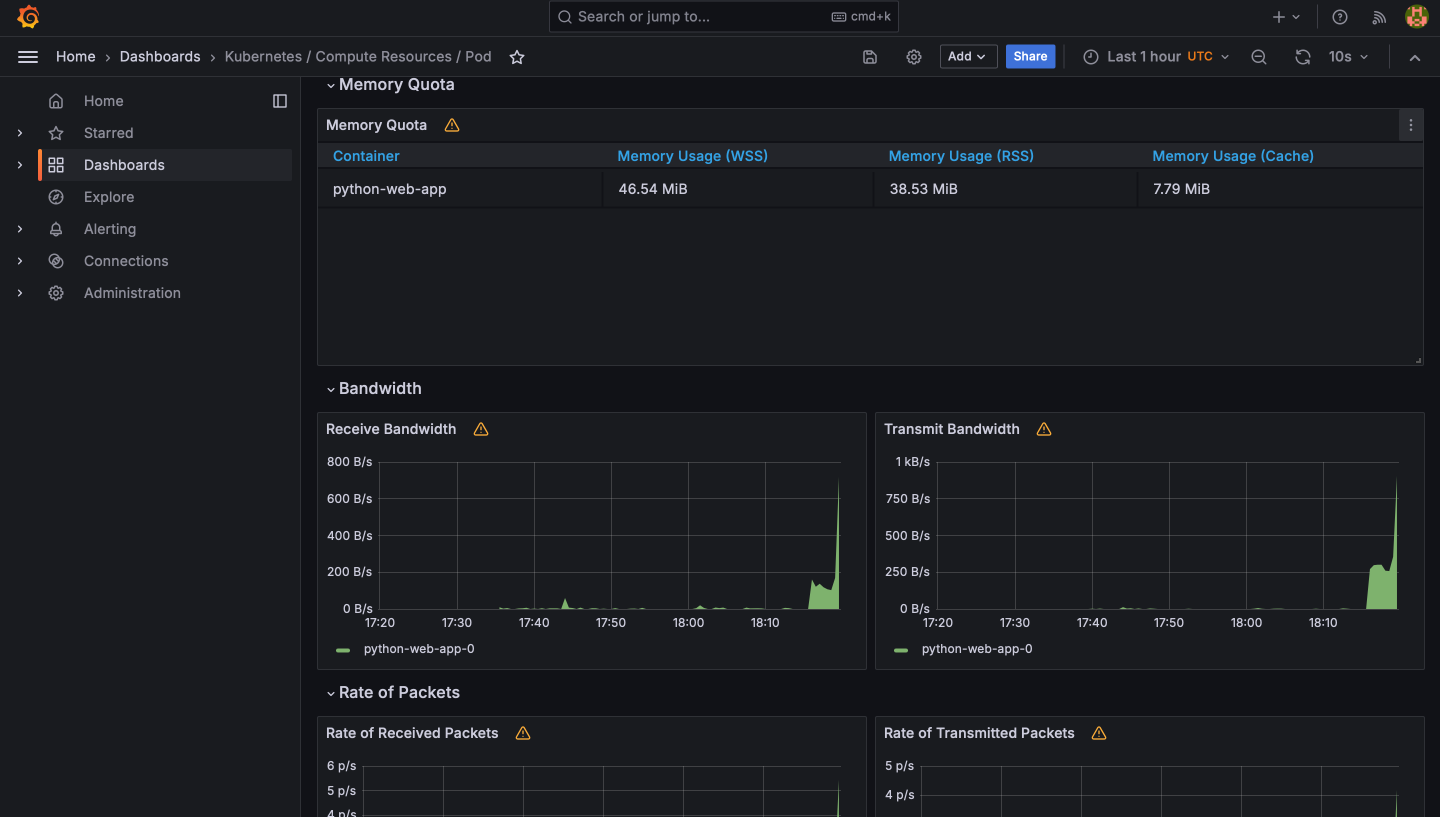 Search or jump to... cmd+k
Home › Dashboards › Kubernetes / Compute Resources / Pod Add Share Last 1 hour UTC 10s
Home
Starred
Dashboards
Explore
Alerting
Connections
Administration
Memory Quota
Memory Quota
Container Memory Usage (WSS) Memory Usage (RSS) Memory Usage (Cache)
python-web-app 46.54 MiB 38.53 MiB 7.79 MiB
Bandwidth
Receive Bandwidth
800 B/s
600 B/s
400 B/s
200 B/s
0 B/s
17:20 17:30 17:40 17:50 18:00 18:10
python-web-app-0
Transmit Bandwidth
1 kB/s
750 B/s
500 B/s
250 B/s
0 B/s
17:20 17:30 17:40 17:50 18:00 18:10
python-web-app-0
Rate of Packets
Rate of Received Packets
6 p/s
5 p/s
4 p/s
Rate of Transmitted Packets
5 p/s
4 p/s